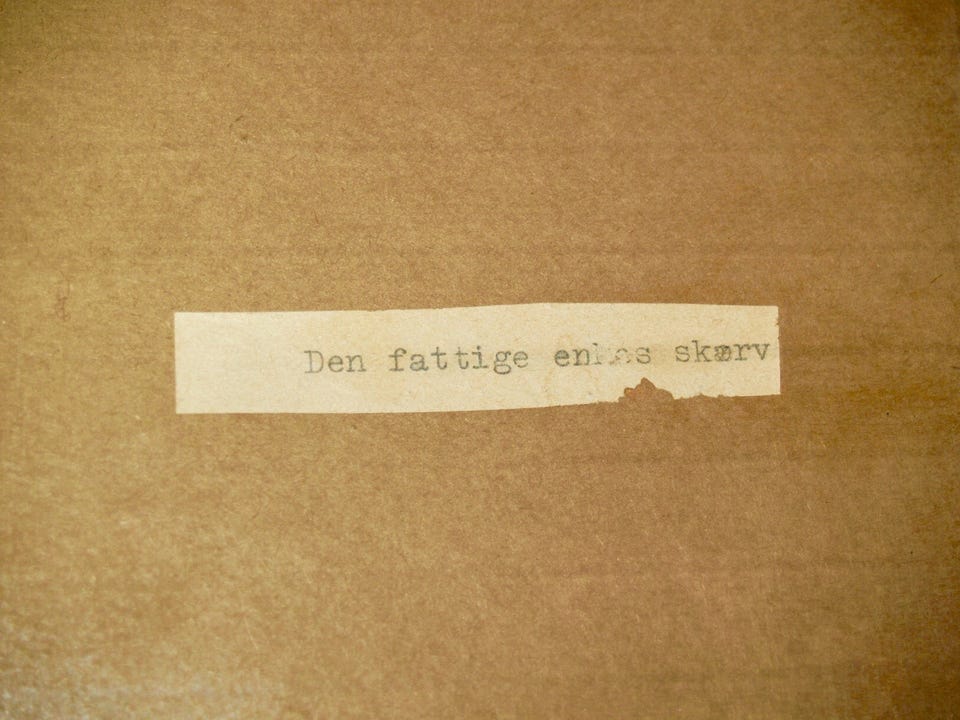 Den fattige enkes skærv